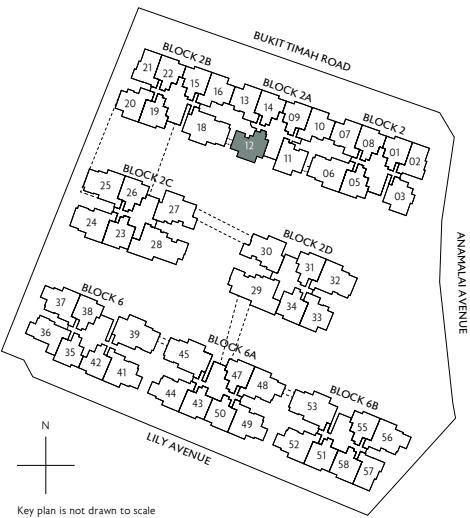 BUKIT TIMAH ROAD
BLOCK 2B
BLOCK 2A
BLOCK 2
21 22 15 16 13 14 09 10 07 08 01 02
20 19 18 12 11 06 05 03
ANAMALAI AVENUE
BLOCK 2C
25 26 27
24 23 28
BLOCK 2D
30 31 32
29 34 33
BLOCK 6
37 38 39
36 35 42 41
BLOCK 6A
45 47 48
44 43 50 49
BLOCK 6B
53 55 56
52 51 58 57
LILY AVENUE
N
Key plan is not drawn to scale